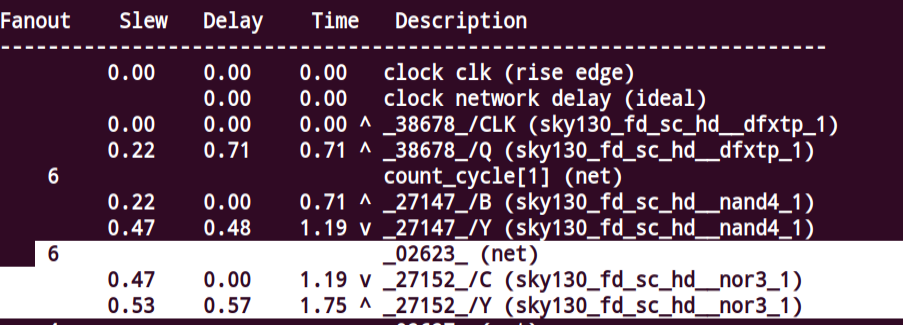 Fanout Slew Delay Time Description
-----------------------------------------------------------------------
0.00 0.00 0.00 clock clk (rise edge)
0.00 0.00 clock network delay (ideal)
0.00 0.00 0.00 ^ _38678_/CLK (sky130_fd_sc_hd__dfxtp_1)
0.22 0.71 0.71 ^ _38678_/Q (sky130_fd_sc_hd__dfxtp_1)
6 count_cycle[1] (net)
0.22 0.00 0.71 ^ _27147_/B (sky130_fd_sc_hd__nand4_1)
0.47 0.48 1.19 v _27147_/Y (sky130_fd_sc_hd__nand4_1)
6 _02623_ (net)
0.47 0.00 1.19 v _27152_/C (sky130_fd_sc_hd__nor3_1)
0.53 0.57 1.75 ^ _27152_/Y (sky130_fd_sc_hd__nor3_1)